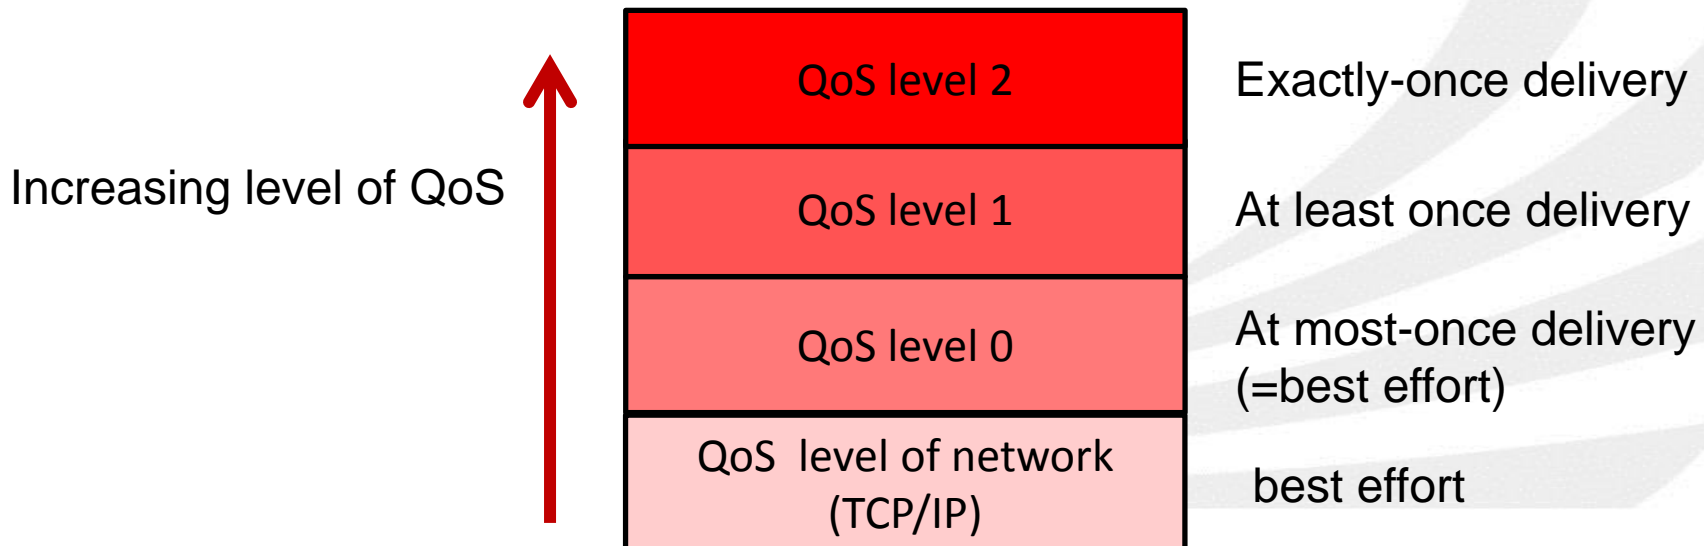 QoS level 2
Exactly-once delivery
Increasing level of QoS
QoS level 1
At least once delivery
QoS level 0
At most-once delivery
(=best effort)
QoS  level of network
(TCP/IP)
best effort